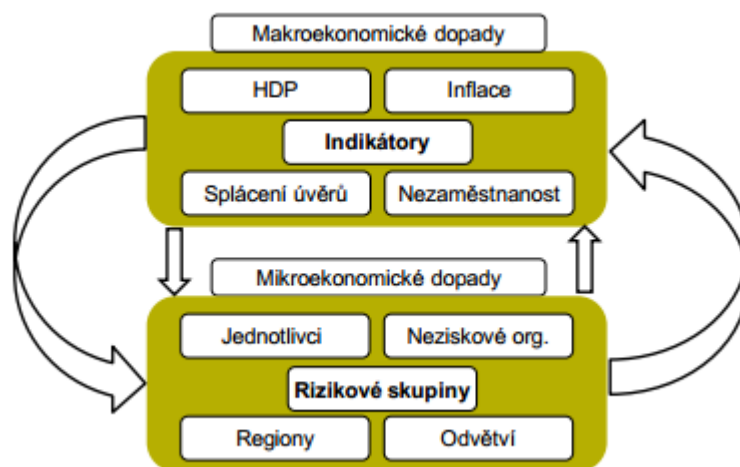 Makroekonomické dopady
HDP
Inflace
Indikátory
Splácení úvěrů
Nezaměstnanost
Mikroekonomické dopady
Jednotlivci
Neziskové org.
Rizikové skupiny
Regiony
Odvětví